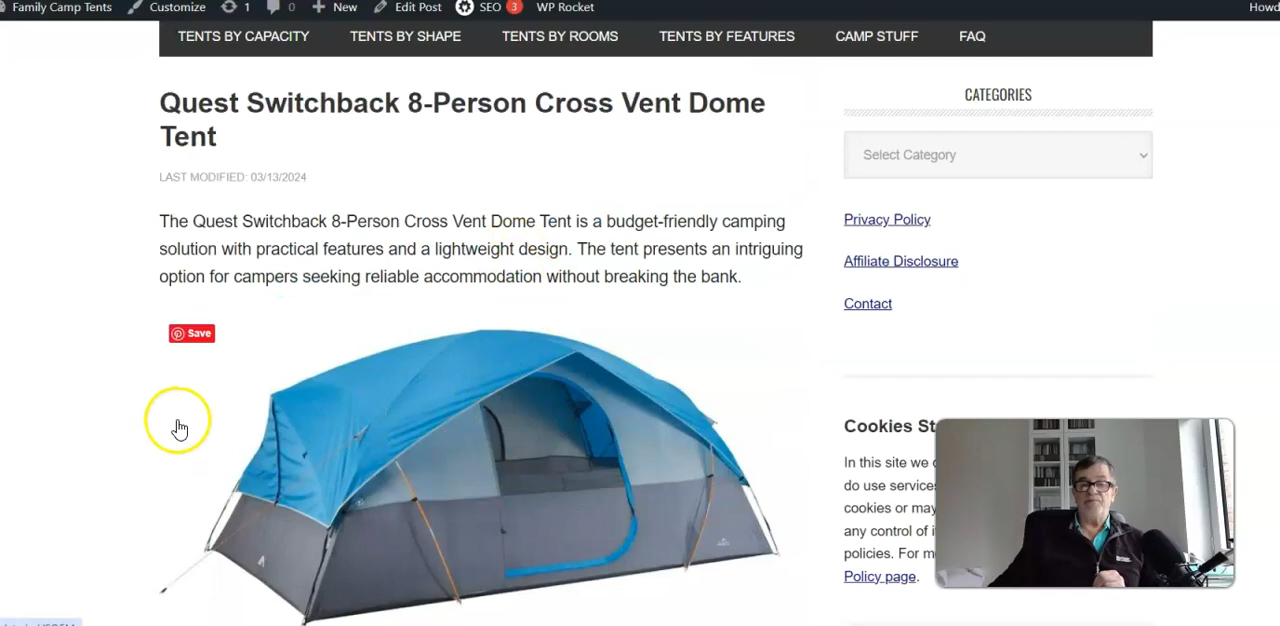 Family Camp Tents Customize 1 0 New Edit Post SEO 3 WP Rocket
TENTS BY CAPACITY TENTS BY SHAPE TENTS BY ROOMS TENTS BY FEATURES CAMP STUFF FAQ
Quest Switchback 8-Person Cross Vent Dome
Tent
LAST MODIFIED: 03/13/2024
The Quest Switchback 8-Person Cross Vent Dome Tent is a budget-friendly camping
solution with practical features and a lightweight design. The tent presents an intriguing
option for campers seeking reliable accommodation without breaking the bank.
Save
CATEGORIES
Select Category
Privacy Policy
Affiliate Disclosure
Contact
Cookies St
In this site we
do use services
cookies or may
any control of i
policies. For m
Policy page.